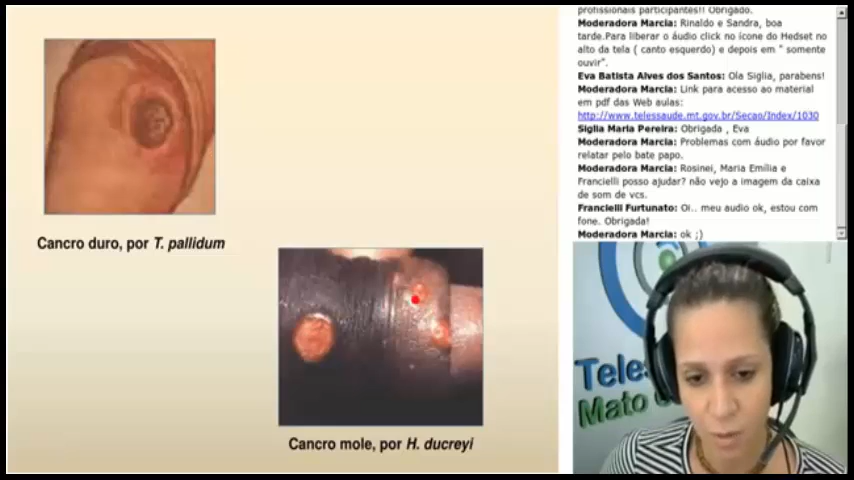 Cancro duro, por T. pallidum
Cancro mole, por H. ducreyi
profissionais participantes!! Obrigado.
Moderadora Marcia: Rinaldo e Sandra, boa
tarde.Para liberar o áudio click no ícone do Hedset no
alto da tela ( canto esquerdo) e depois em " somente
ouvir".
Eva Batista Alves dos Santos: Ola Siglia, parabens!
Moderadora Marcia: Link para acesso ao material
em pdf das Web aulas:
http://www.telessaude.mt.gov.br/Secao/Index/1030
Siglia Maria Pereira: Obrigada , Eva
Moderadora Marcia: Problemas com áudio por favor
relatar pelo bate papo.
Moderadora Marcia: Rosinei, Maria Emília e
Francielli posso ajudar? não vejo a imagem da caixa
de som de vcs.
Francielli Furtunato: Oi.. meu audio ok, estou com
fone. Obrigada!
Moderadora Marcia: ok ;)
Mato